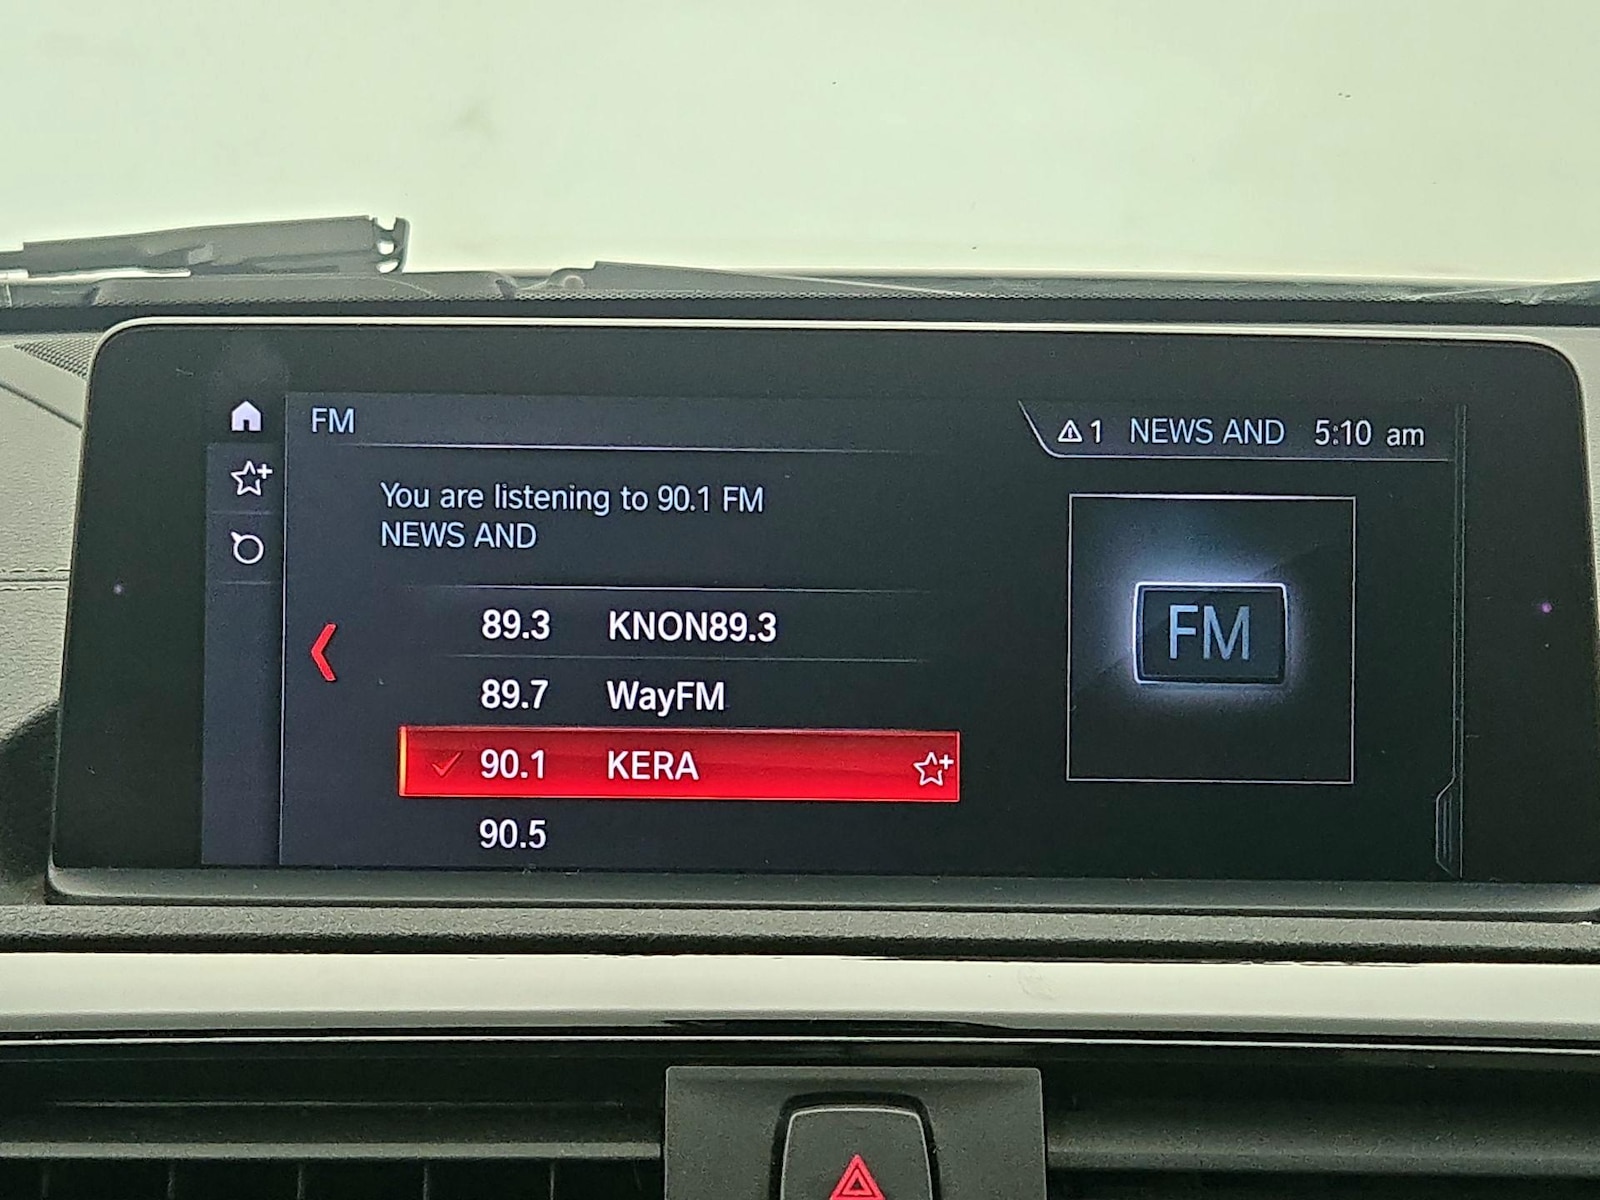 FM
1 NEWS AND 5:10 am
You are listening to 90.1 FM
NEWS AND
89.3 KNON89.3
89.7 WayFM
90.1 KERA
90.5
FM